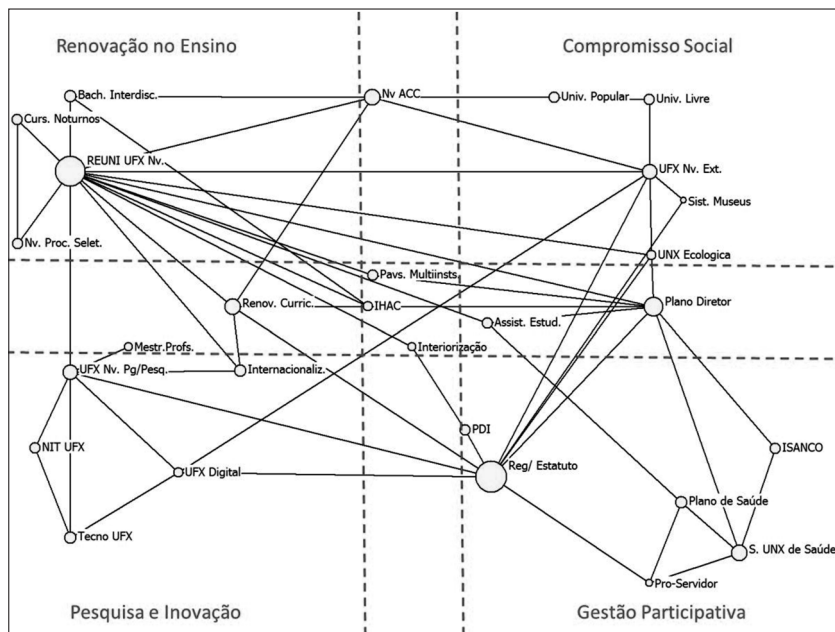 Renovação no Ensino
Compromisso Social
Bach. Interdisc.
Nv ACC
Univ. Popular
Univ. Livre
Curs. Noturnos
REUNI UFX Nv.
UFX Nv. Ext.
Sist. Museus
Nv. Proc. Selet.
UNX Ecologica
Pavs. Multiinsts.
Renov. Curric.
IHAC
Plano Diretor
Assist. Estud.
Mestr.Profs.
Interiorização
UFX Nv. Pg/Pesq.
Internacionaliz.
PDI
NIT UFX
ISANCO
UFX Digital
Reg/ Estatuto
Plano de Saúde
Tecno UFX
S. UNX de Saúde
Pro-Servidor
Pesquisa e Inovação
Gestão Participativa